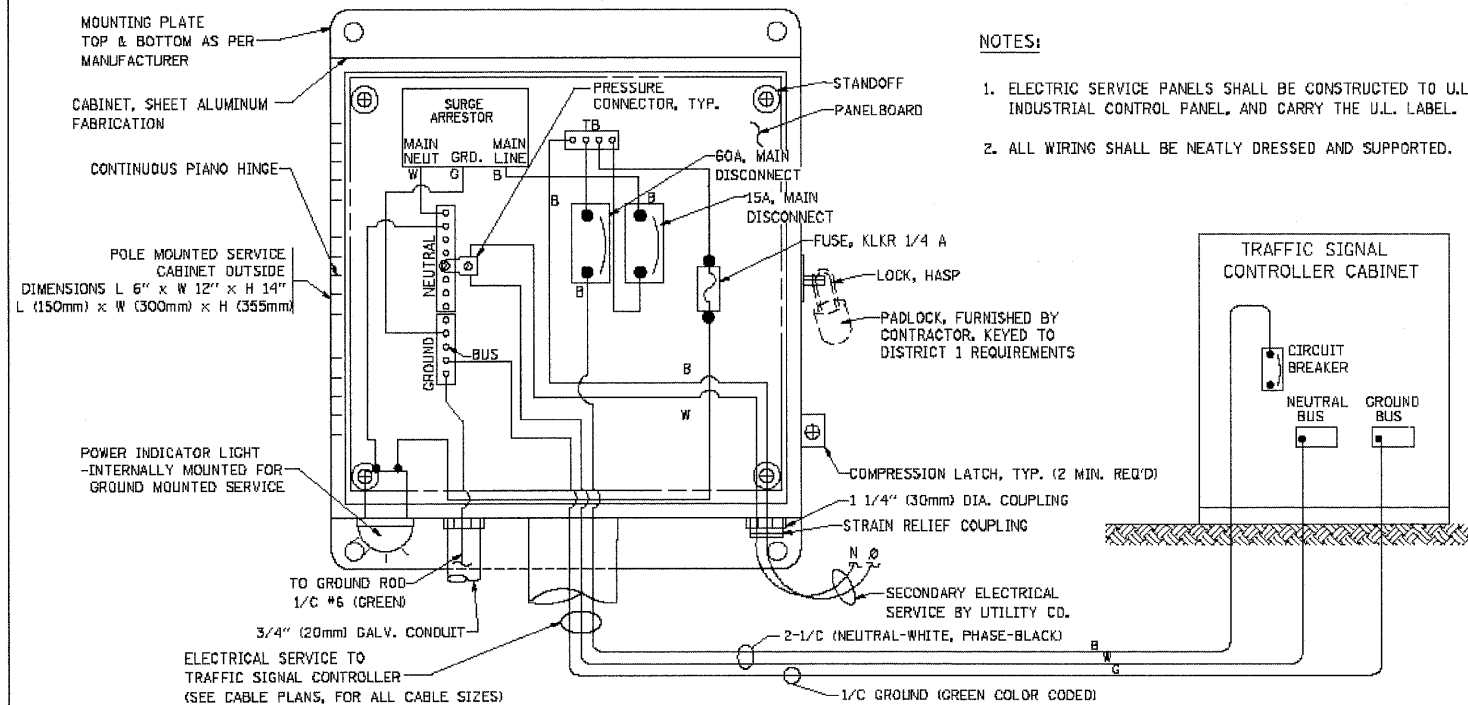 MOUNTING PLATE
TOP & BOTTOM AS PER
MANUFACTURER
CABINET, SHEET ALUMINUM
FABRICATION
CONTINUOUS PIANO HINGE
POLE MOUNTED SERVICE
CABINET OUTSIDE
DIMENSIONS L 6" x W 12" x H 14"
L (150mm) x W (300mm) x H (355mm)
POWER INDICATOR LIGHT
-INTERNALLY MOUNTED FOR
GROUND MOUNTED SERVICE
SURGE
ARRESTOR
MAIN
NEUT
GRD.
MAIN
LINE
W
G
B
NEUTRAL
GROUND
BUS
PRESSURE
CONNECTOR, TYP.
TB
B
B
B
STANDOFF
PANELBOARD
60A, MAIN
DISCONNECT
15A, MAIN
DISCONNECT
FUSE, KLKR 1/4 A
LOCK, HASP
PADLOCK, FURNISHED BY
CONTRACTOR. KEYED TO
DISTRICT 1 REQUIREMENTS
B
W
COMPRESSION LATCH, TYP. (2 MIN. REQ'D)
1 1/4" (30mm) DIA. COUPLING
STRAIN RELIEF COUPLING
N Ø
SECONDARY ELECTRICAL
SERVICE BY UTILITY CO.
TO GROUND ROD
1/C #6 (GREEN)
3/4" (20mm) GALV. CONDUIT
ELECTRICAL SERVICE TO
TRAFFIC SIGNAL CONTROLLER
(SEE CABLE PLANS, FOR ALL CABLE SIZES)
2-1/C (NEUTRAL-WHITE, PHASE-BLACK)
B
W
G
1/C GROUND (GREEN COLOR CODED)
NOTES:
1. ELECTRIC SERVICE PANELS SHALL BE CONSTRUCTED TO U.L
INDUSTRIAL CONTROL PANEL, AND CARRY THE U.L. LABEL.
2. ALL WIRING SHALL BE NEATLY DRESSED AND SUPPORTED.
TRAFFIC SIGNAL
CONTROLLER CABINET
CIRCUIT
BREAKER
NEUTRAL
BUS
GROUND
BUS